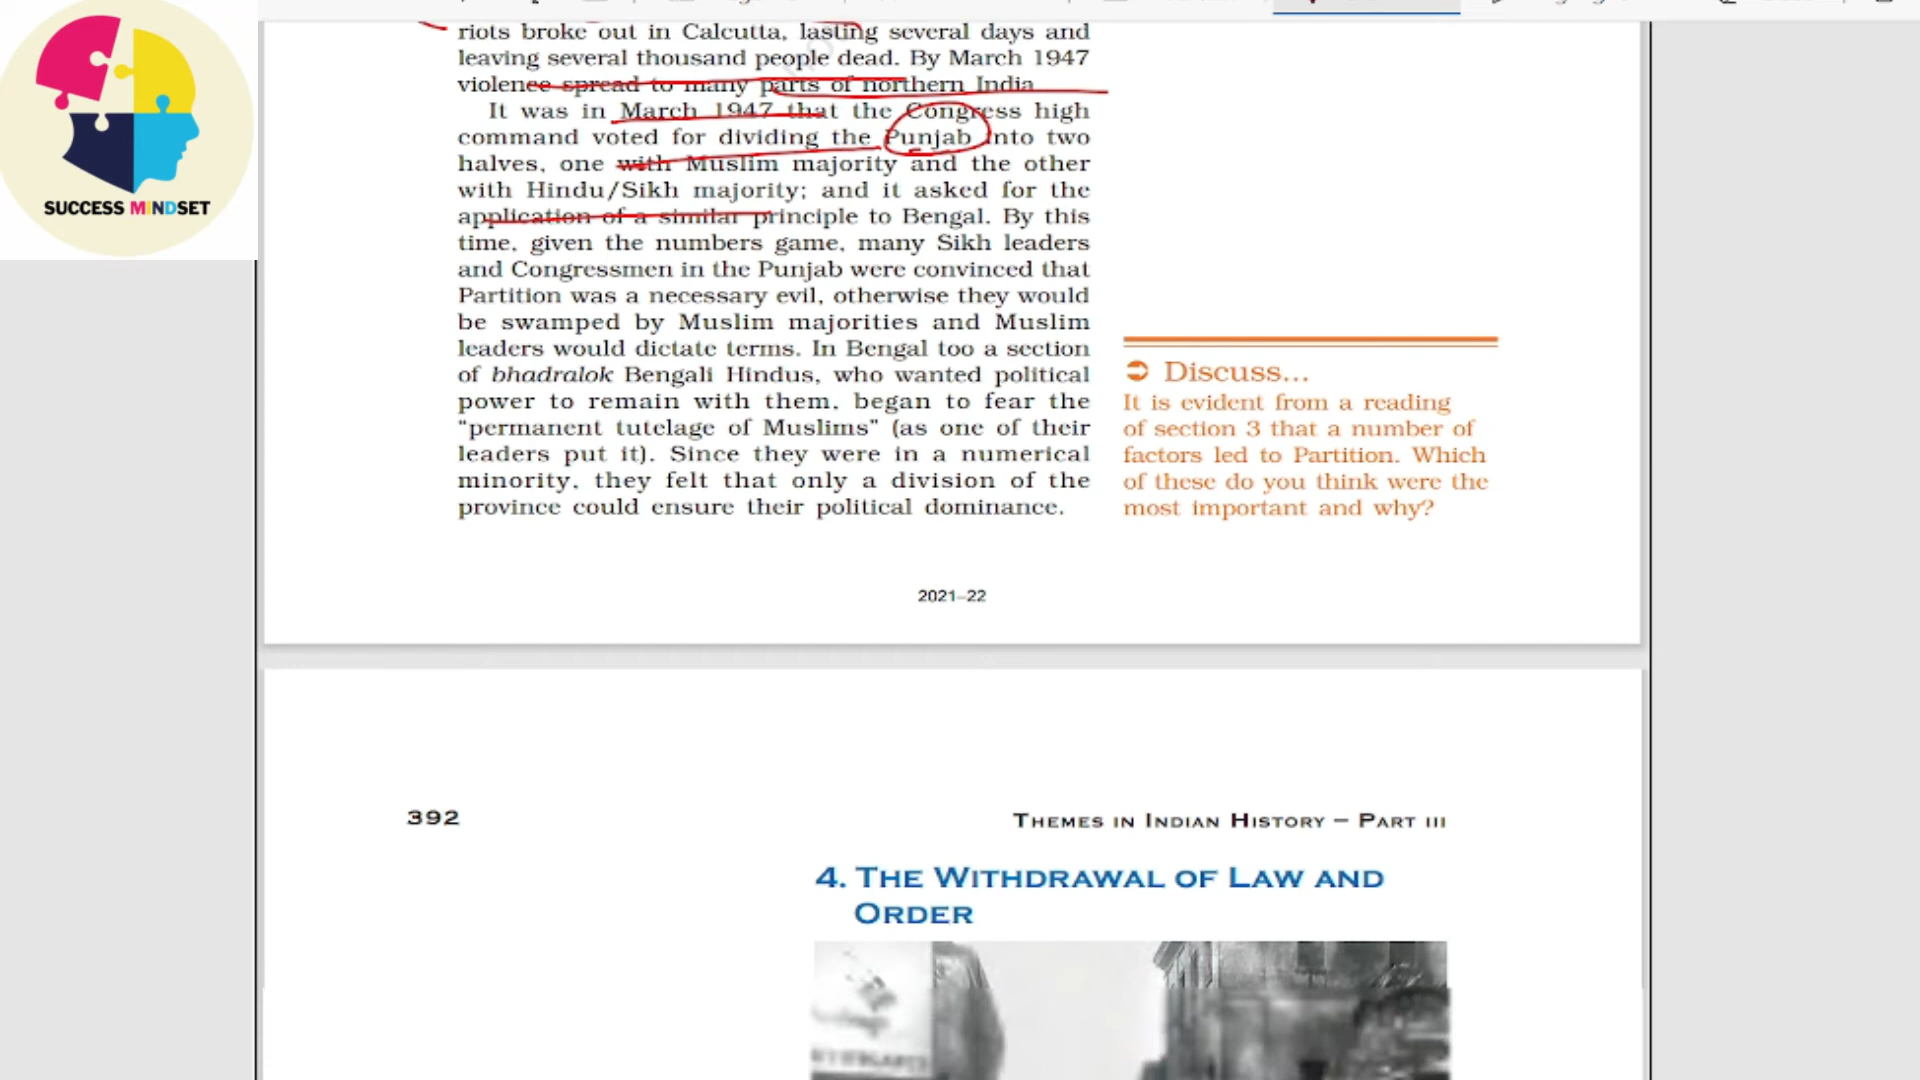 SUCCESS MINDSET
riots broke out in Calcutta, lasting several days and
leaving several thousand people dead. By March 1947
violence spread to many parts of northern India
It was in March 1947 that the Congress high
command voted for dividing the Punjab into two
halves, one with Muslim majority and the other
with Hindu/Sikh majority; and it asked for the
application of a similar principle to Bengal. By this
time, given the numbers game, many Sikh leaders
and Congressmen in the Punjab were convinced that
Partition was a necessary evil, otherwise they would
be swamped by Muslim majorities and Muslim
leaders would dictate terms. In Bengal too a section
of bhadralok Bengali Hindus, who wanted political
power to remain with them, began to fear the
"permanent tutelage of Muslims" (as one of their
leaders put it). Since they were in a numerical
minority, they felt that only a division of the
province could ensure their political dominance.
Discuss...
It is evident from a reading
of section 3 that a number of
factors led to Partition. Which
of these do you think were the
most important and why?
2021–22
392
THEMES IN INDIAN HISTORY – PART III
4. THE WITHDRAWAL OF LAW AND
ORDER